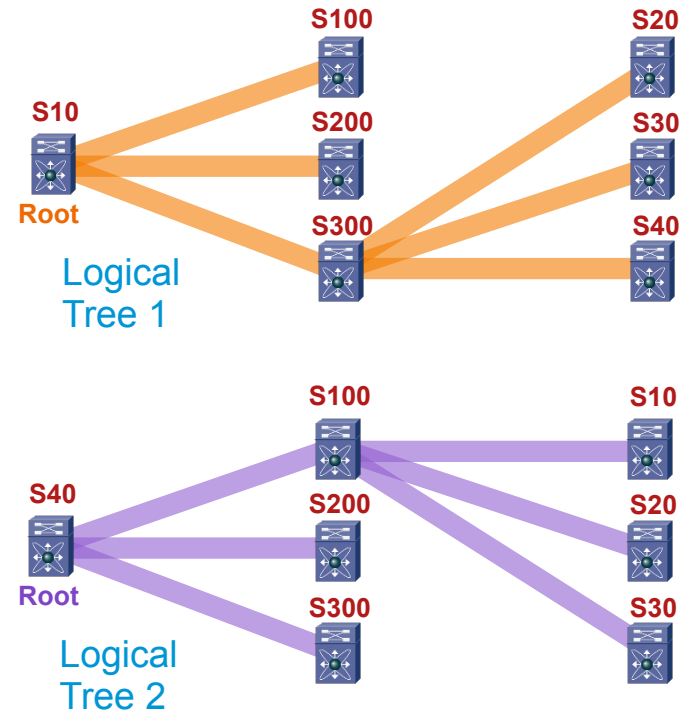 S100
S20
S10
S200
S30
Root
S300
S40
Logical
Tree 1
S100
S10
S40
S200
S20
Root
S300
S30
Logical
Tree 2